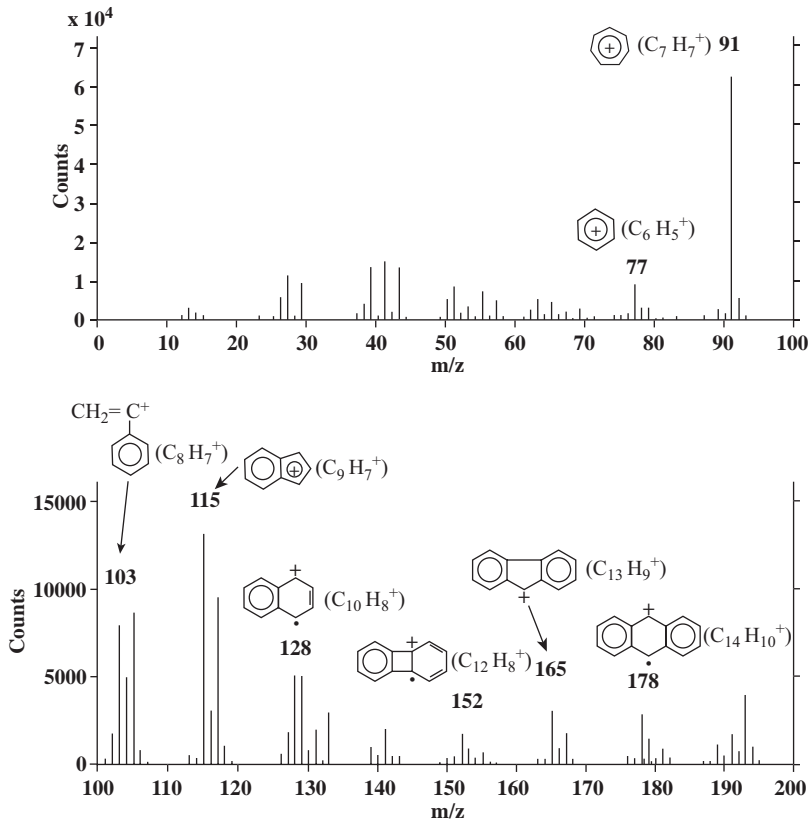 x 10⁴
7
6
5
4
3
2
1
0
Counts
(C₇ H₇⁺) 91
+
(C₆ H₅⁺)
+
77
0 10 20 30 40 50 60 70 80 90 100
m/z
CH₂= C⁺
(C₈ H₇⁺)
103
115
(C₉ H₇⁺)
+
+
(C₁₀ H₈⁺)
128
+
(C₁₂ H₈⁺)
152
(C₁₃ H₉⁺)
+
165
+
(C₁₄ H₁₀⁺)
178
15000
10000
5000
0
Counts
100 110 120 130 140 150 160 170 180 190 200
m/z